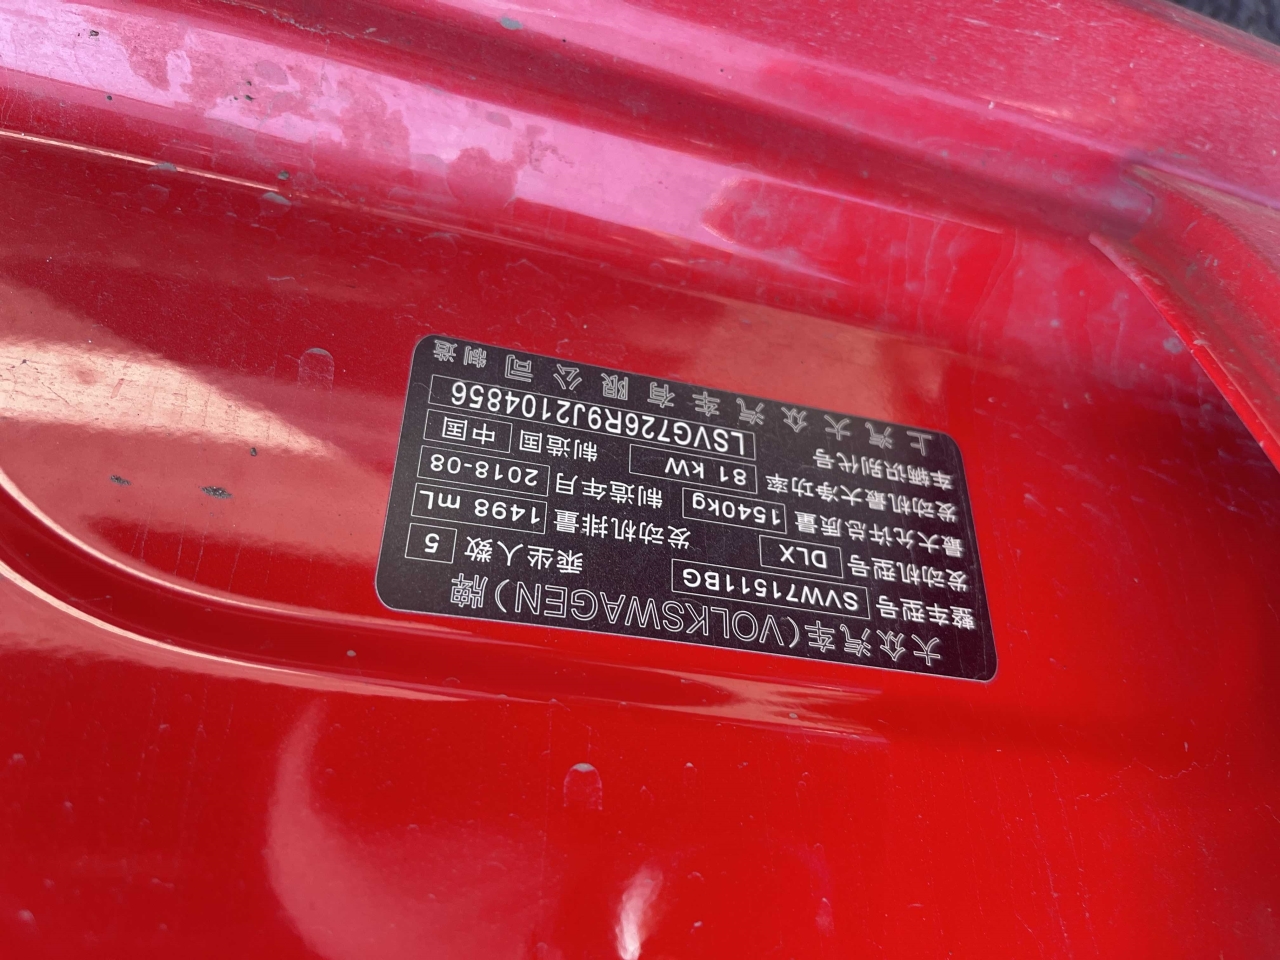 大众汽车(VOLKSWAGEN)牌
整车型号 SVW71511BG 乘坐人数 5
发动机型号 DLX 发动机排量 1498 mL
最大允许总质量 1540kg 制造年月 2018-08
发动机最大净功率 81 kW 制造国 中国
车辆识别代号 LSVG726R9J2104856
上汽大众汽车有限公司 制造